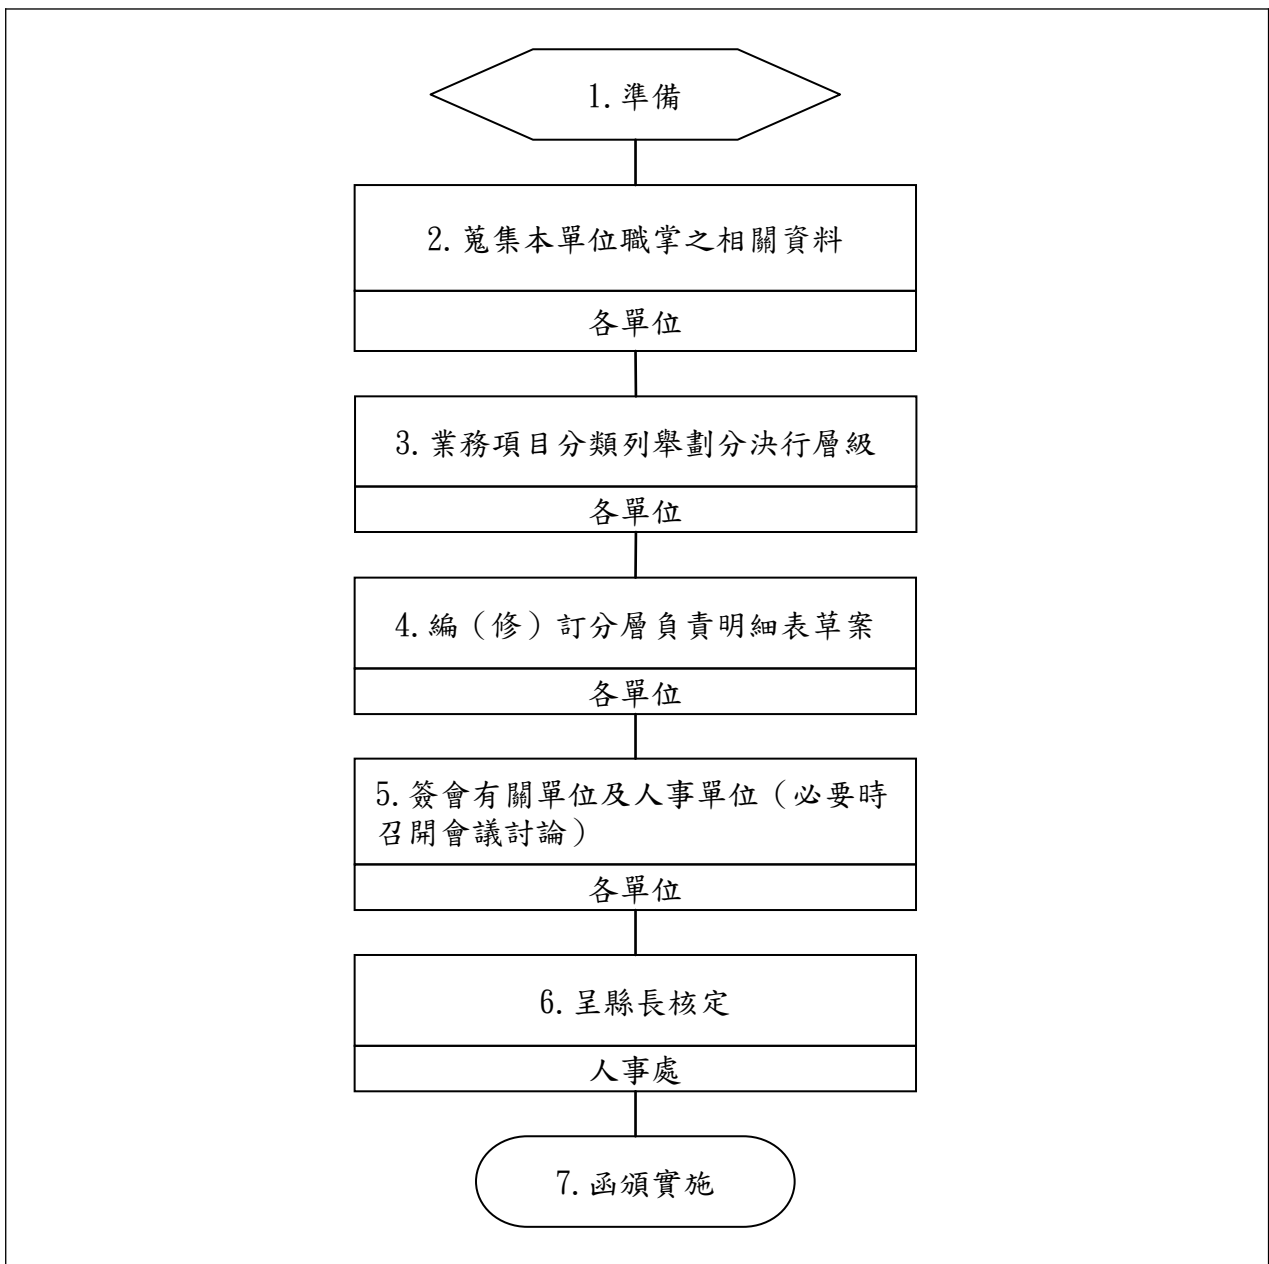 1.準備
2.蒐集本單位職掌之相關資料
各單位
3.業務項目分類列舉劃分決行層級
各單位
4.編（修）訂分層負責明細表草案
各單位
5.簽會有關單位及人事單位（必要時
召開會議討論）
各單位
6.呈縣長核定
人事處
7.函頒實施